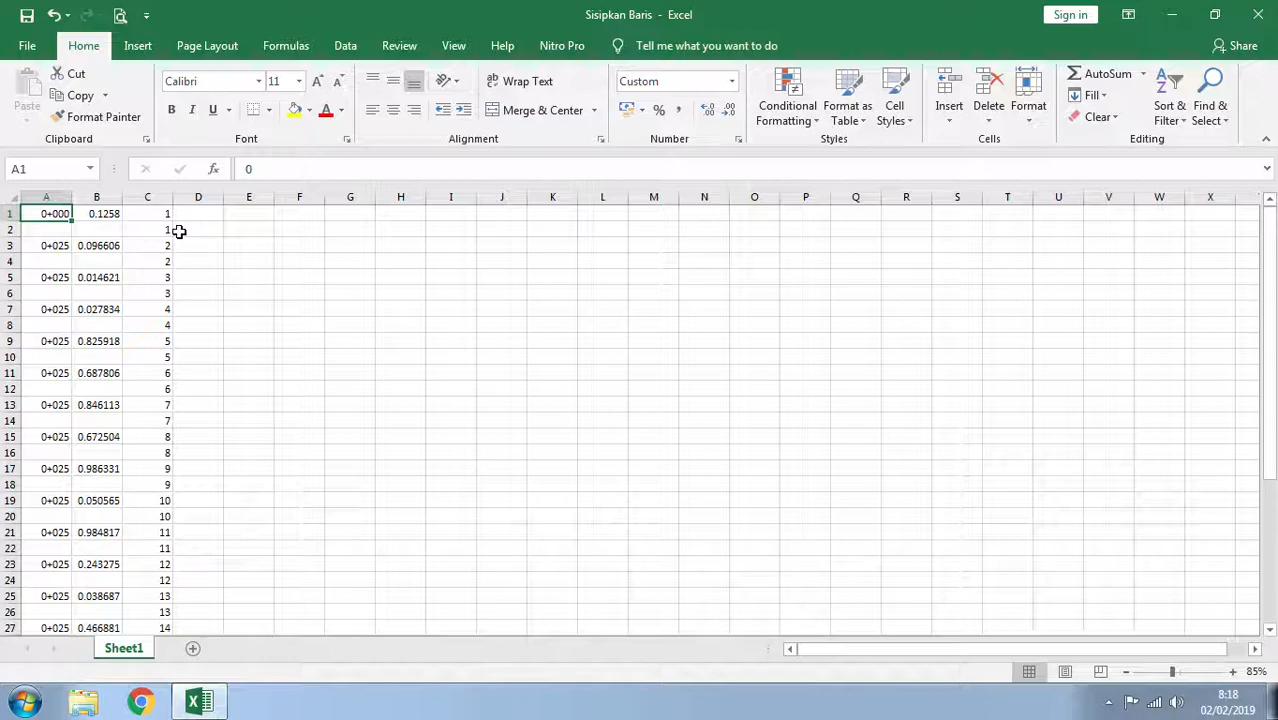 Sisipkan Baris - Excel
Sign in
File Home Insert Page Layout Formulas Data Review View Help Nitro Pro Tell me what you want to do Share
Paste
Cut
Copy
Format Painter
Clipboard
Calibri 11
B I U
Font
Wrap Text
Merge & Center
Alignment
Custom
%
Number
Conditional Formatting
Format as Table
Cell Styles
Styles
Insert
Delete
Format
Cells
AutoSum
Fill
Clear
Sort & Filter
Find & Select
Editing
A1 fx 0
A B C D E F G H I J K L M N O P Q R S T U V W X
1 0+000 0.1258 1
2 1
3 0+025 0.096606 2
4 2
5 0+025 0.014621 3
6 3
7 0+025 0.027834 4
8 4
9 0+025 0.825918 5
10 5
11 0+025 0.687806 6
12 6
13 0+025 0.846113 7
14 7
15 0+025 0.672504 8
16 8
17 0+025 0.986331 9
18 9
19 0+025 0.050565 10
20 10
21 0+025 0.984817 11
22 11
23 0+025 0.243275 12
24 12
25 0+025 0.038687 13
26 13
27 0+025 0.466881 14
Sheet1
85%
8:18
02/02/2019